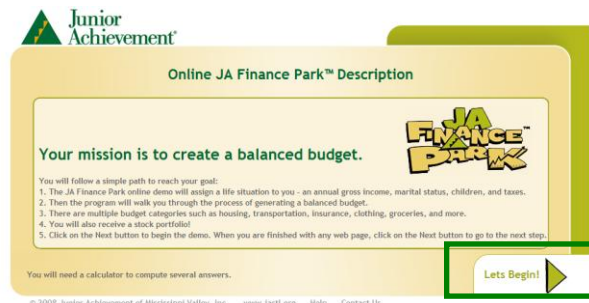 Junior
Achievement®
Online JA Finance Park™ Description
JA
FINANCE
PARK™
Your mission is to create a balanced budget.
You will follow a simple path to reach your goal:
1. The JA Finance Park online demo will assign a life situation to you - an annual gross income, marital status, children, and taxes.
2. Then the program will walk you through the process of generating a balanced budget.
3. There are multiple budget categories such as housing, transportation, insurance, clothing, groceries, and more.
4. You will also receive a stock portfolio!
5. Click on the Next button to begin the demo. When you are finished with any web page, click on the Next button to go to the next step.
You will need a calculator to compute several answers.
Lets Begin!
© 2008 Junior Achievement of Mississippi Valley, Inc. www.jastl.org Help Contact Us